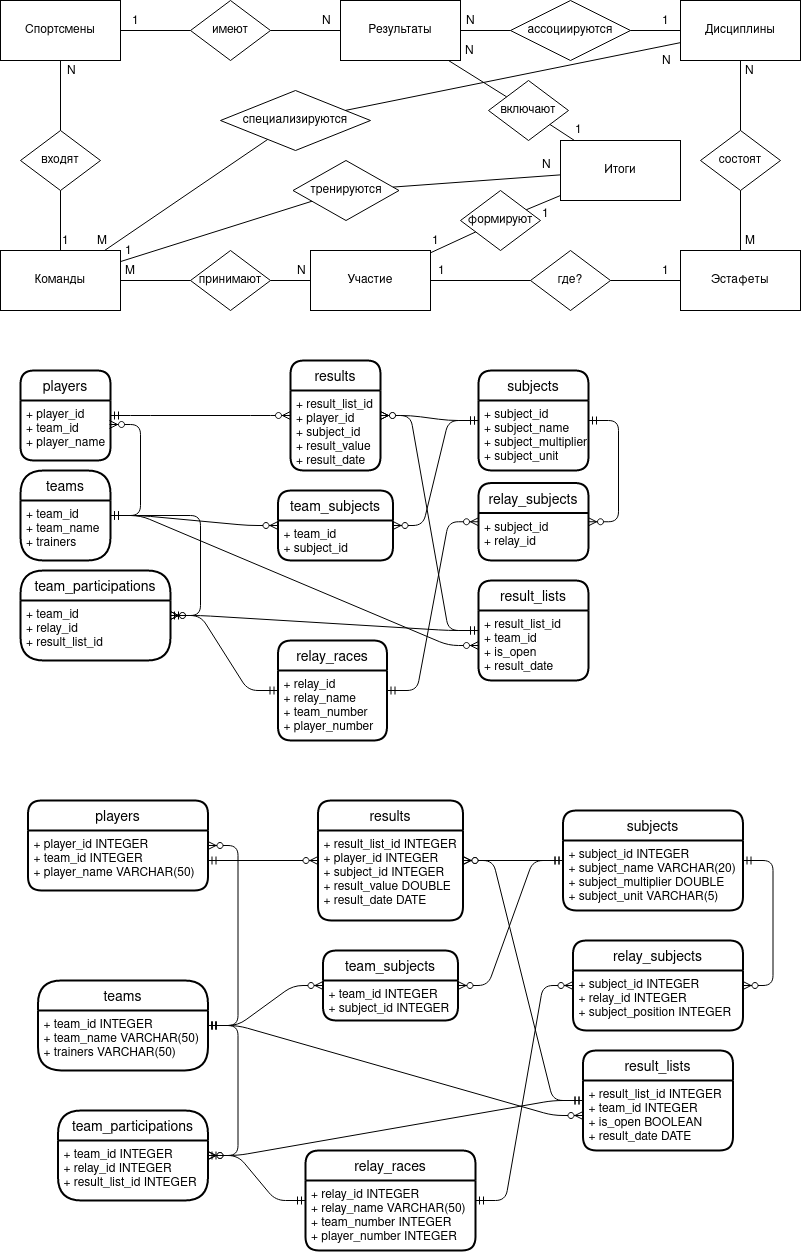 Спортсмены
1
имеют
N
Результаты
N
ассоциируются
1
Дисциплины
N
N
N
N
специализируются
включают
1
входят
тренируются
N
Итоги
состоят
формируют
1
1
M
1
1
M
Команды
M
принимают
N
Участие
1
где?
1
Эстафеты
players
+ player_id
+ team_id
+ player_name
results
+ result_list_id
+ player_id
+ subject_id
+ result_value
+ result_date
subjects
+ subject_id
+ subject_name
+ subject_multiplier
+ subject_unit
teams
+ team_id
+ team_name
+ trainers
team_subjects
+ team_id
+ subject_id
relay_subjects
+ subject_id
+ relay_id
team_participations
+ team_id
+ relay_id
+ result_list_id
relay_races
+ relay_id
+ relay_name
+ team_number
+ player_number
result_lists
+ result_list_id
+ team_id
+ is_open
+ result_date
players
+ player_id INTEGER
+ team_id INTEGER
+ player_name VARCHAR(50)
results
+ result_list_id INTEGER
+ player_id INTEGER
+ subject_id INTEGER
+ result_value DOUBLE
+ result_date DATE
subjects
+ subject_id INTEGER
+ subject_name VARCHAR(20)
+ subject_multiplier DOUBLE
+ subject_unit VARCHAR(5)
teams
+ team_id INTEGER
+ team_name VARCHAR(50)
+ trainers VARCHAR(50)
team_subjects
+ team_id INTEGER
+ subject_id INTEGER
relay_subjects
+ subject_id INTEGER
+ relay_id INTEGER
+ subject_position INTEGER
team_participations
+ team_id INTEGER
+ relay_id INTEGER
+ result_list_id INTEGER
relay_races
+ relay_id INTEGER
+ relay_name VARCHAR(50)
+ team_number INTEGER
+ player_number INTEGER
result_lists
+ result_list_id INTEGER
+ team_id INTEGER
+ is_open BOOLEAN
+ result_date DATE